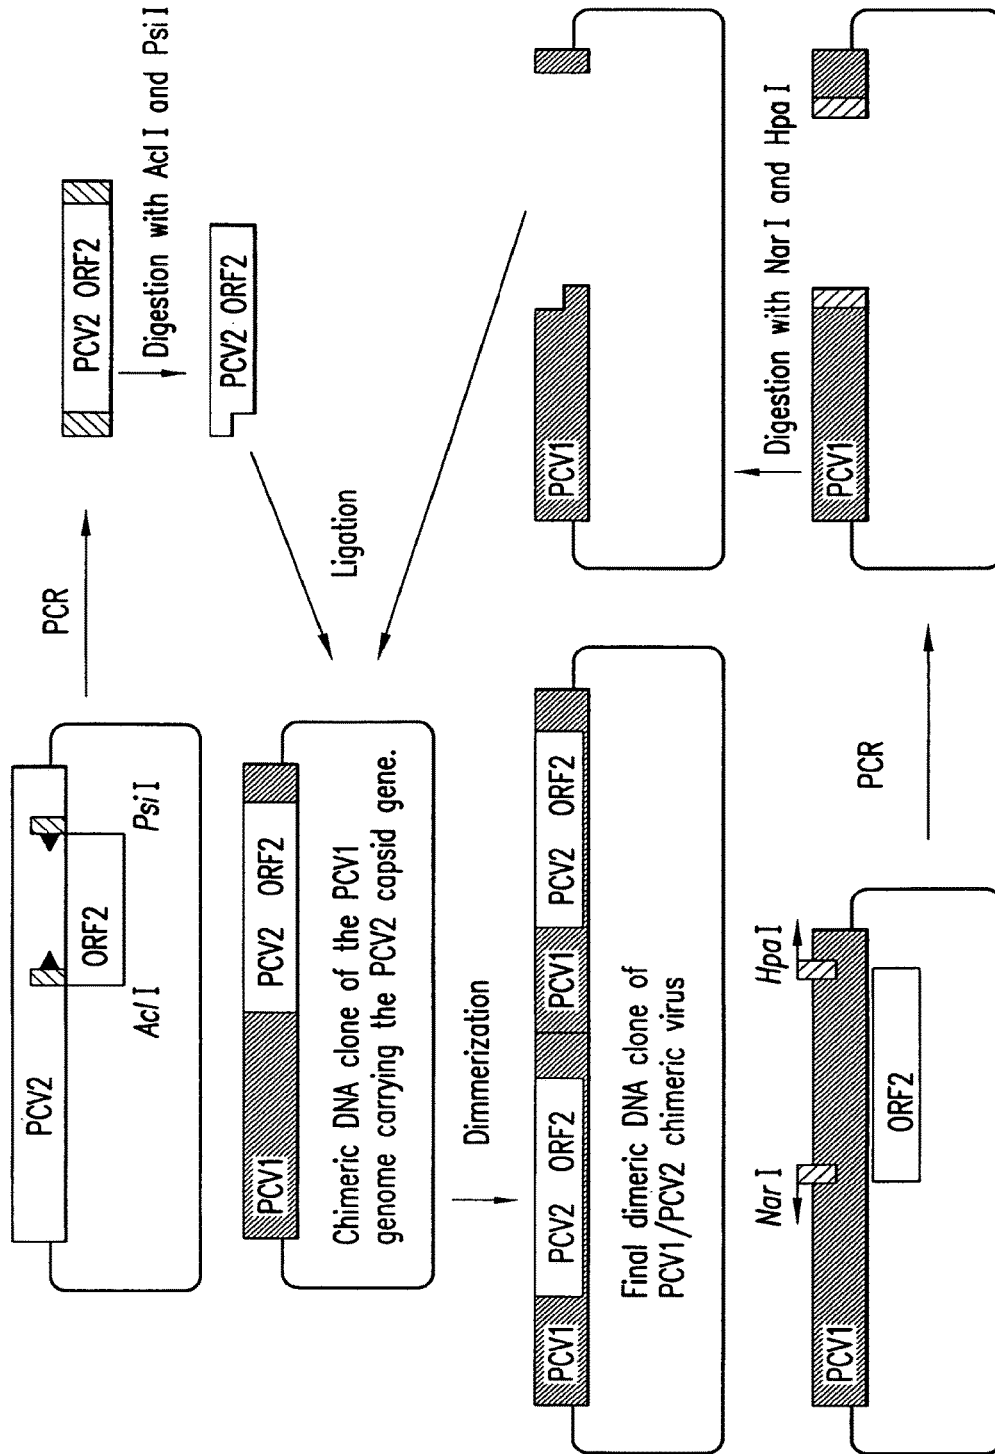 PCV2
ORF2
Acl I
Psi I
PCR
PCV2 ORF2
Digestion with Acl I and Psi I
PCV2 ORF2
Ligation
PCV1
PCV2 ORF2
Chimeric DNA clone of the PCV1
genome carrying the PCV2 capsid gene.
Dimmerization
PCV1
PCV2 ORF2
PCV1
PCV2 ORF2
Final dimeric DNA clone of
PCV1/PCV2 chimeric virus
PCV1
Digestion with Nar I and Hpa I
PCV1
PCR
Nar I
Hpa I
PCV1
ORF2